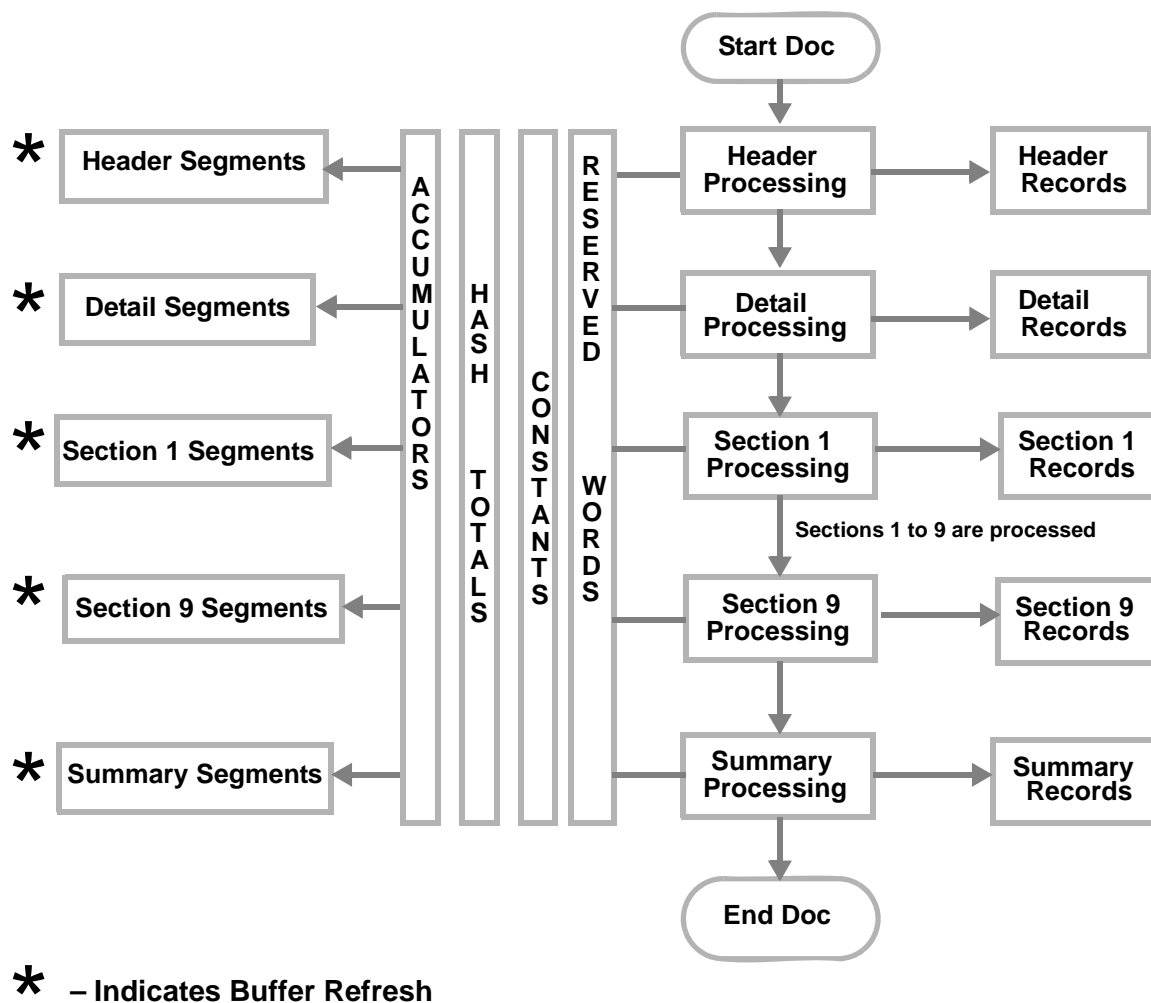 Start Doc
* Header Segments
Header
Processing
Header
Records
* Detail Segments
Detail
Processing
Detail
Records
* Section 1 Segments
Section 1
Processing
Section 1
Records
Sections 1 to 9 are processed
* Section 9 Segments
Section 9
Processing
Section 9
Records
* Summary Segments
Summary
Processing
Summary
Records
ACCUMULATORS
HASH TOTALS
CONSTANTS
RESERVED WORDS
End Doc
* – Indicates Buffer Refresh